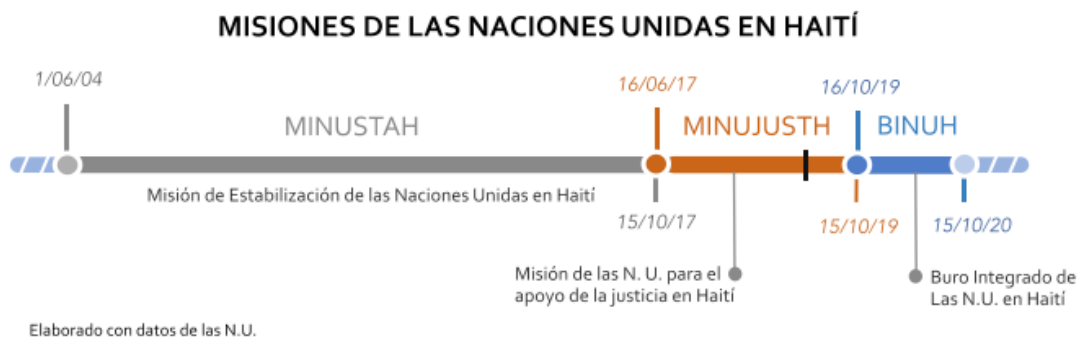 MISIONES DE LAS NACIONES UNIDAS EN HAITÍ
1/06/04
16/06/17
16/10/19
MINUSTAH
MINUJUSTH
BINUH
Misión de Estabilización de las Naciones Unidas en Haití
15/10/17
15/10/19
15/10/20
Misión de las N. U. para el
apoyo de la justicia en Haití
Buro Integrado de
Las N.U. en Haití
Elaborado con datos de las N.U.